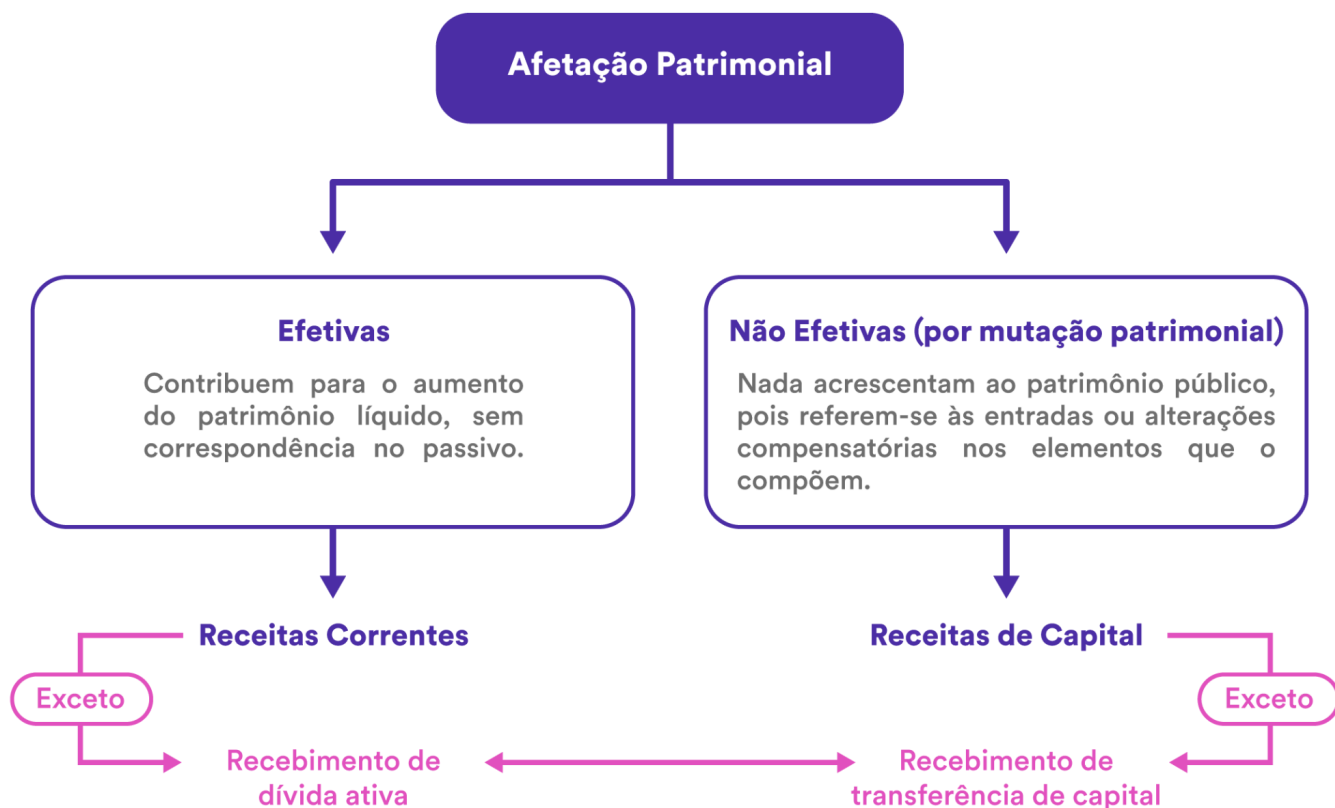 Afetação Patrimonial
Efetivas
Contribuem para o aumento
do patrimônio líquido, sem
correspondência no passivo.
Não Efetivas (por mutação patrimonial)
Nada acrescentam ao patrimônio público,
pois referem-se às entradas ou alterações
compensatórias nos elementos que o
compõem.
Receitas Correntes
Receitas de Capital
Exceto
Exceto
Recebimento de
dívida ativa
Recebimento de
transferência de capital